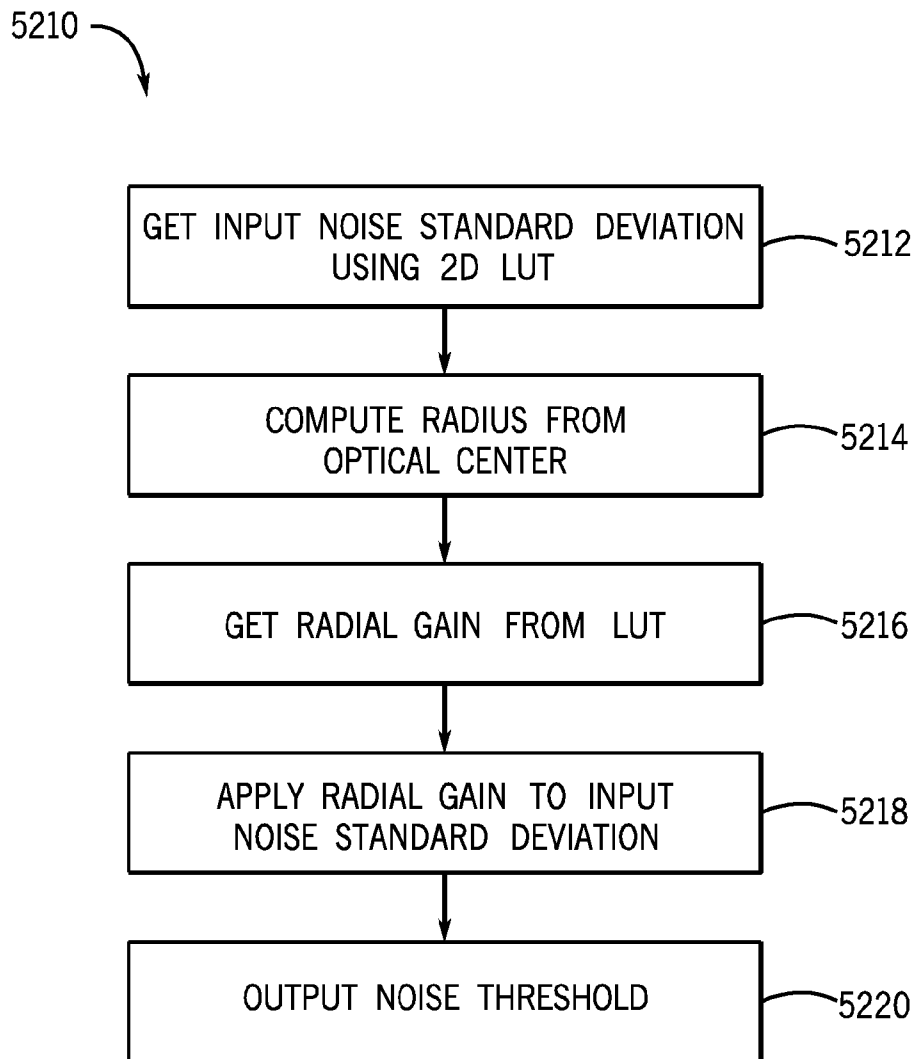 5210
GET INPUT NOISE STANDARD DEVIATION
USING 2D LUT
5212
COMPUTE RADIUS FROM
OPTICAL CENTER
5214
GET RADIAL GAIN FROM LUT
5216
APPLY RADIAL GAIN TO INPUT
NOISE STANDARD DEVIATION
5218
OUTPUT NOISE THRESHOLD
5220